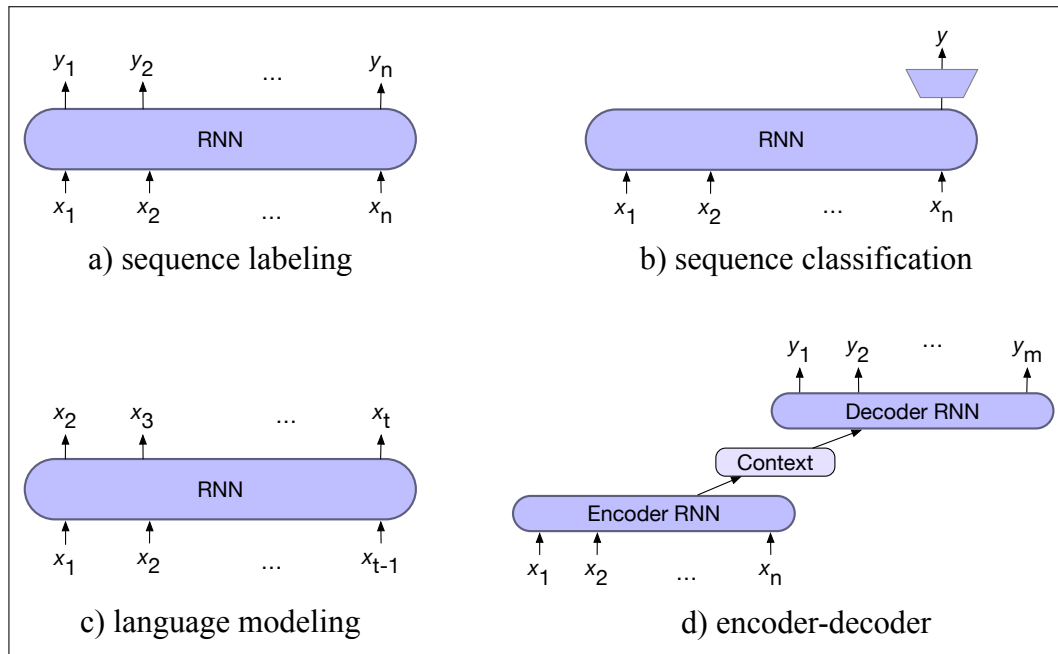 y1 y2 ... yn
RNN
x1 x2 ... xn
a) sequence labeling
y
RNN
x1 x2 ... xn
b) sequence classification
x2 x3 ... xt
RNN
x1 x2 ... xt-1
c) language modeling
y1 y2 ... ym
Decoder RNN
Context
Encoder RNN
x1 x2 ... xn
d) encoder-decoder